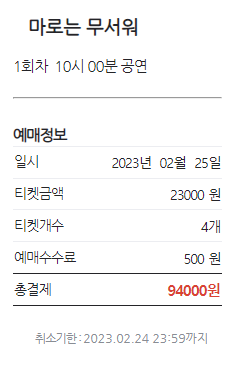 마로는 무서워
1회차 10시 00분 공연
예매정보
일시 2023년 02월 25일
티켓금액 23000 원
티켓개수 4개
예매수수료 500 원
총결제 94000원
취소기한 : 2023.02.24 23:59까지